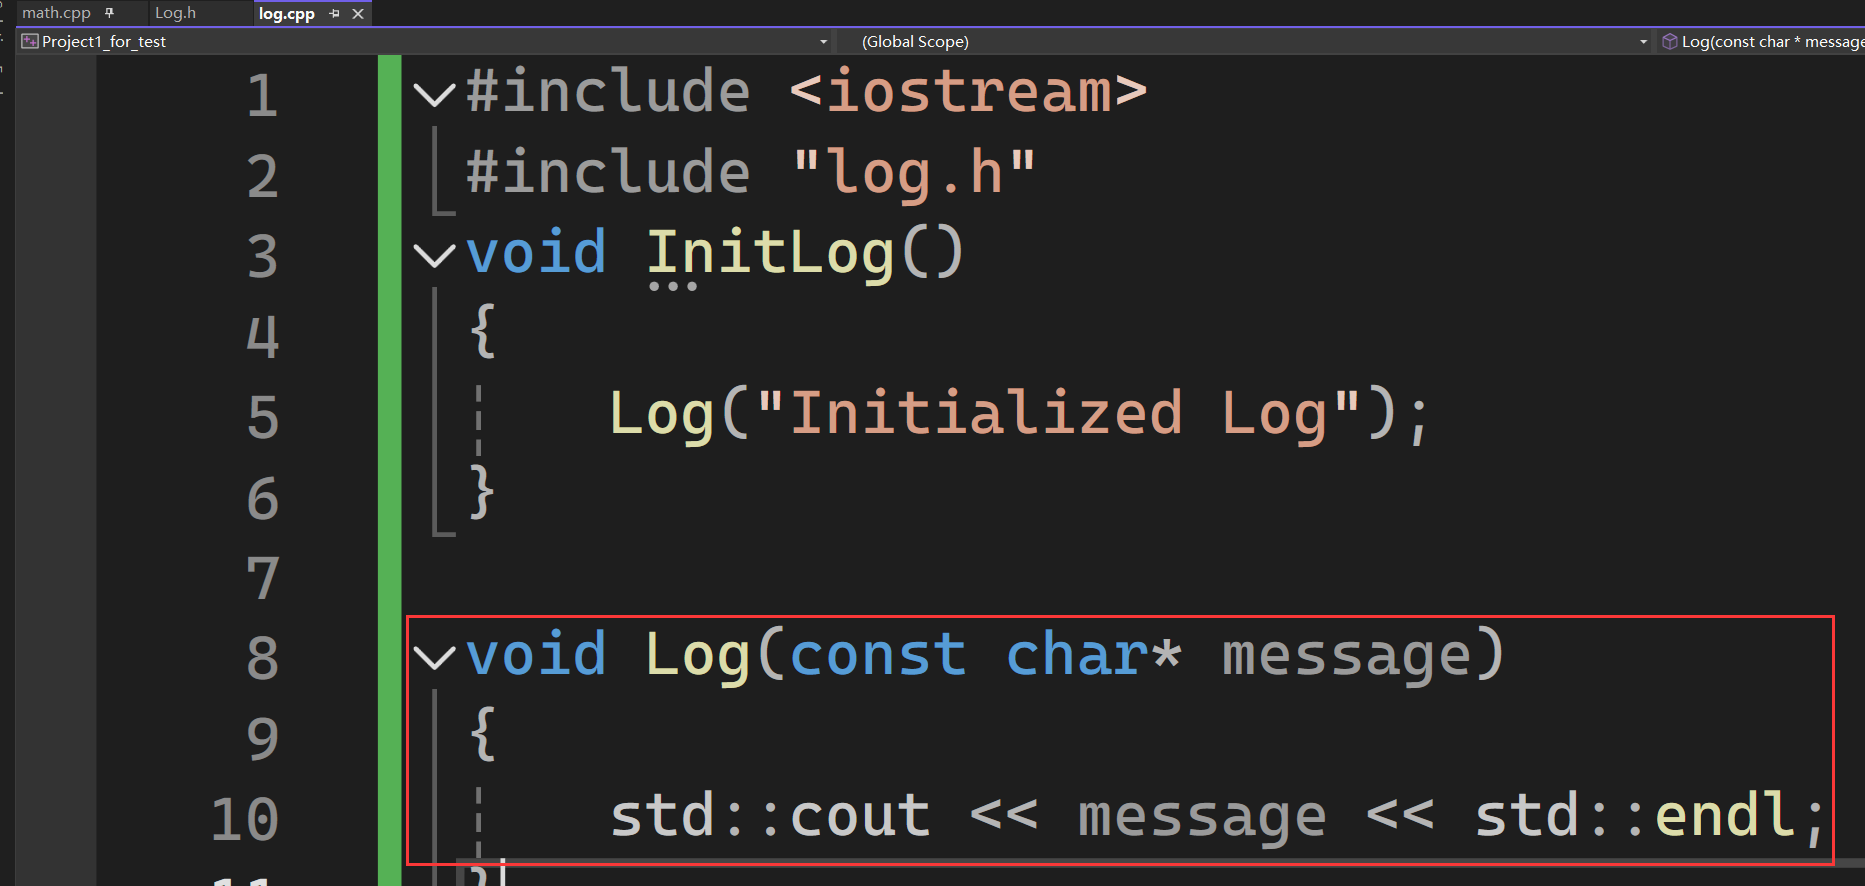 math.cpp Log.h log.cpp
Project1_for_test (Global Scope) Log(const char * message
1 #include <iostream>
2 #include "log.h"
3 void InitLog()
4 {
5 Log("Initialized Log");
6 }
7
8 void Log(const char* message)
9 {
10 std::cout << message << std::endl;
11 }